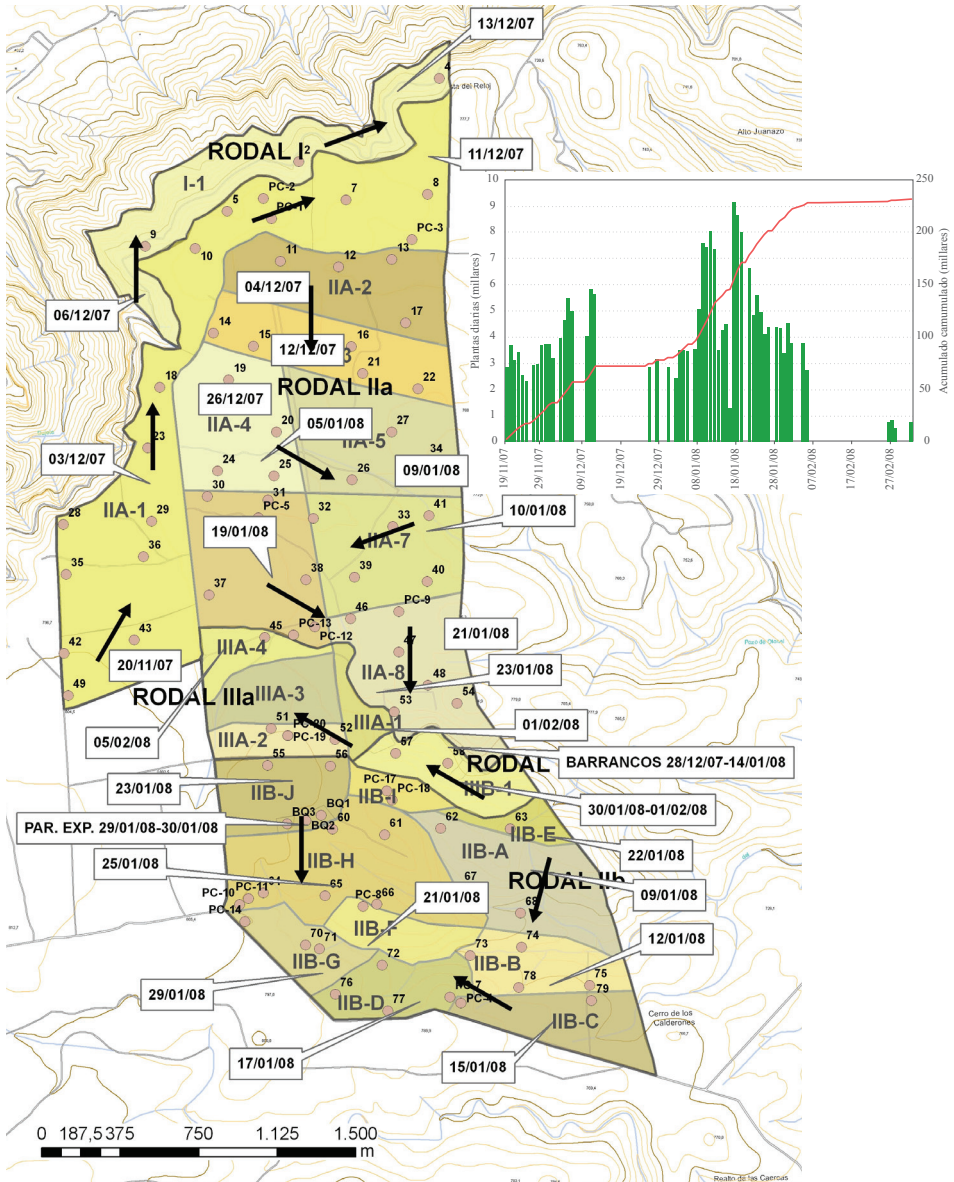 13/12/07
4
sta del Reloj
Alto Juanazo
RODAL I
2
11/12/07
I-1
PC-2
5
7
8
PC-3
9
10
11
12
13
IIA-2
04/12/07
17
06/12/07
14
15
16
12/12/07
3
21
18
19
RODAL IIa
22
26/12/07
IIA-4
20
05/01/08
27
IIA-5
23
34
24
25
26
09/01/08
03/12/07
30
31
PC-5
IIA-1
28
29
32
33
41
10/01/08
IIA-7
19/01/08
36
35
37
38
39
40
PC-9
46
PC-13
PC-12
45
43
42
IIIA-4
47
21/01/08
20/11/07
IIA-8
48
23/01/08
49
RODAL IIIa
IIIA-3
54
53
IIIA-1
01/02/08
05/02/08
51
PC-20
52
IIIA-2
PC-19
57
58
RODAL
BARRANCOS 28/12/07-14/01/08
55
56
IIB-J
23/01/08
PC-17
IIB-I
PC-18
IIIB-1
30/01/08-01/02/08
BQ1
BQ3
BQ2
60
PAR. EXP. 29/01/08-30/01/08
61
62
63
IIB-E
IIB-A
22/01/08
IIB-H
25/01/08
67
RODAL IIb
09/01/08
PC-10
PC-11
65
PC-8
66
21/01/08
PC-14
68
IIB-F
70
71
72
73
74
12/01/08
IIB-G
IIB-B
29/01/08
76
78
75
79
IIB-D
77
IIB-C
Cerro de los
Calderones
17/01/08
15/01/08
0 187,5 375 750 1.125 1.500
m
Realto de las Caercas
Plantas diarias (millares)
10
9
8
7
6
5
4
3
2
1
0
250
200
150
100
50
0
Acumulado camumulado (millares)
19/11/07
29/11/07
09/12/07
19/12/07
29/12/07
08/01/08
18/01/08
28/01/08
07/02/08
17/02/08
27/02/08